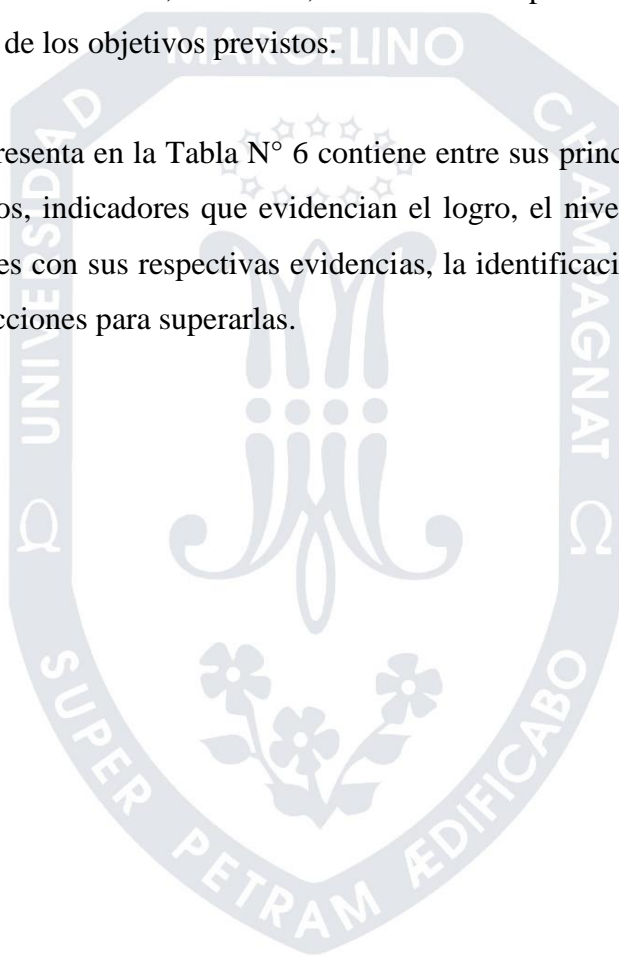 de los objetivos previstos.
resenta en la Tabla N° 6 contiene entre sus princ
os, indicadores que evidencian el logro, el nive
es con sus respectivas evidencias, la identificaci
cciones para superarlas.
UNIVERSIDAD MARCELINO CHAMPAGNAT
Ω Ω
SUPER PETRAM ÆDIFICABO